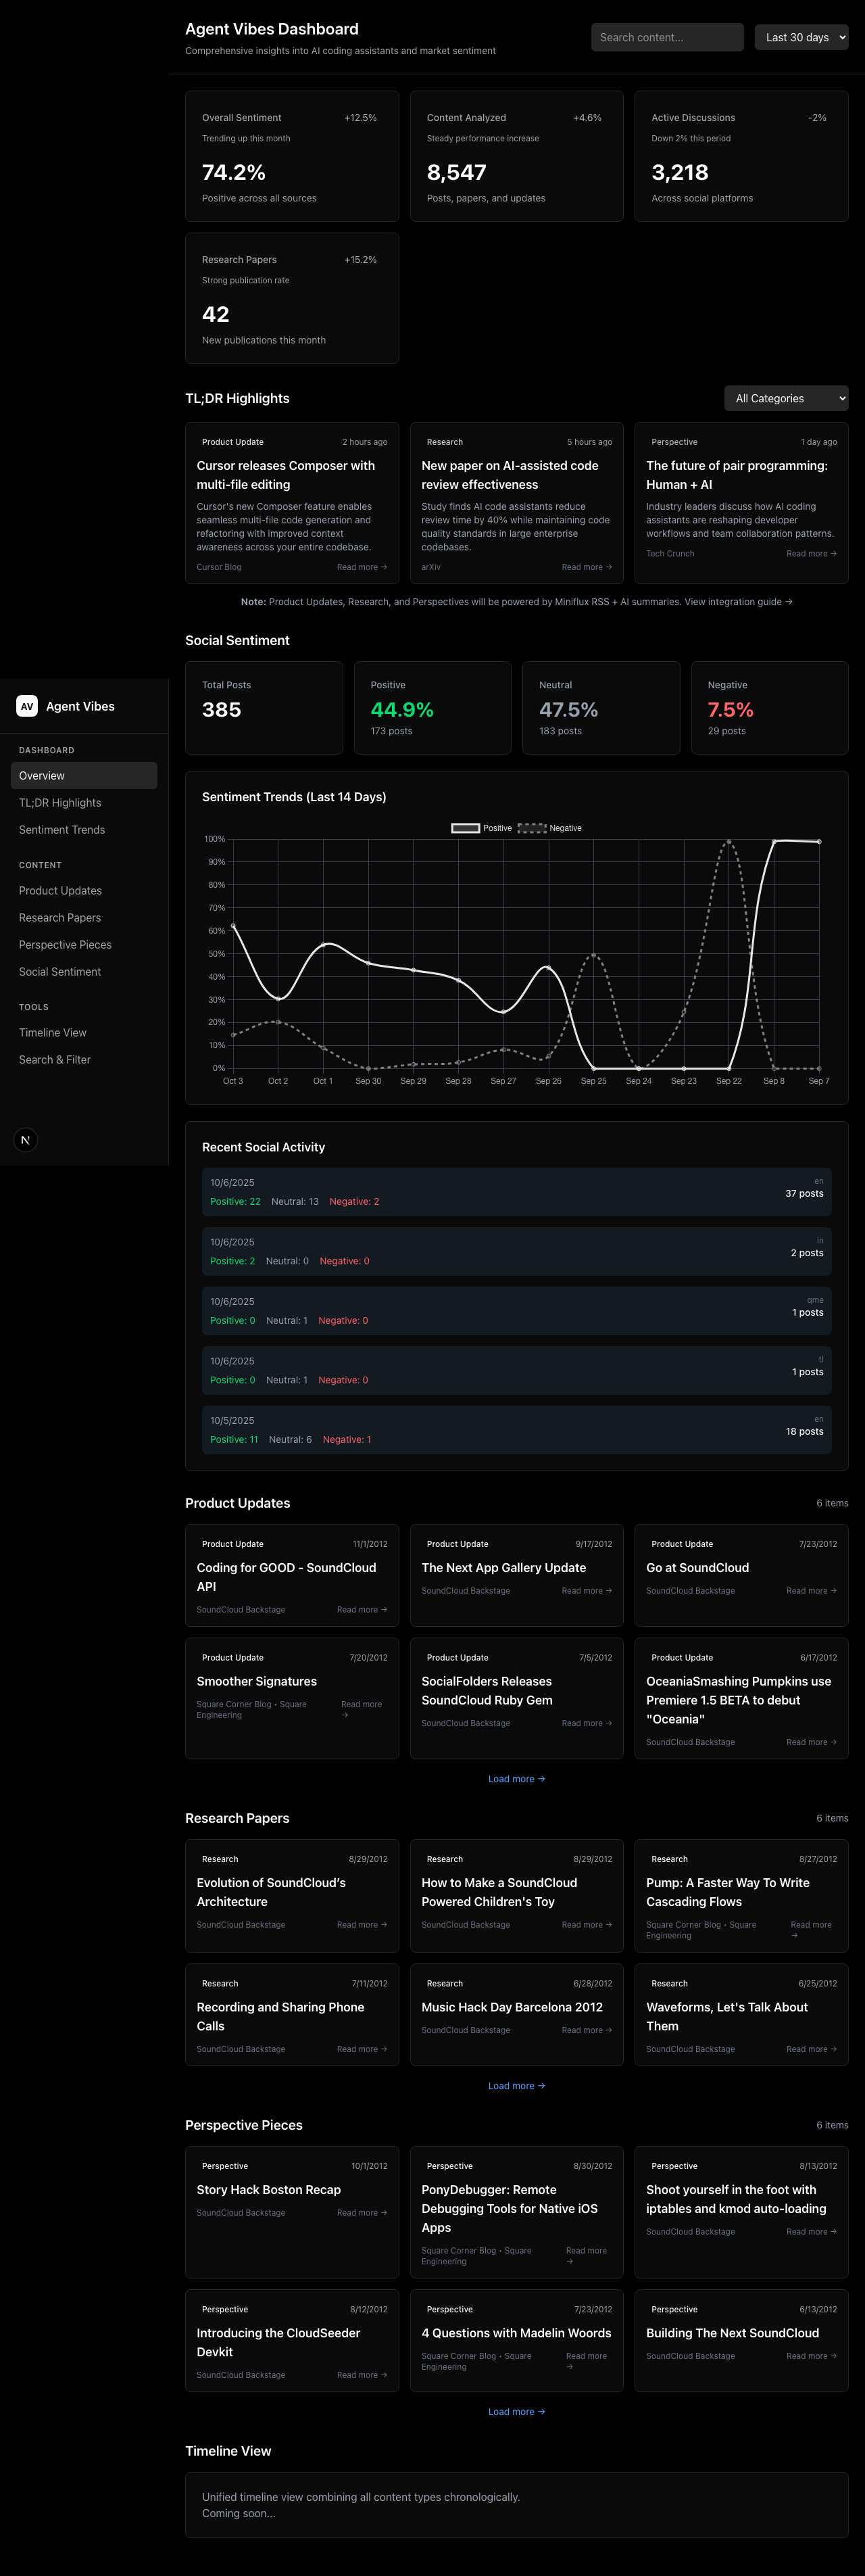 Agent Vibes Dashboard
Comprehensive insights into AI coding assistants and market sentiment
Search content...
Last 30 days
Overall Sentiment +12.5%
Trending up this month
74.2%
Positive across all sources
Content Analyzed +4.6%
Steady performance increase
8,547
Posts, papers, and updates
Active Discussions -2%
Down 2% this period
3,218
Across social platforms
Research Papers +15.2%
Strong publication rate
42
New publications this month
TL;DR Highlights
All Categories
Product Update 2 hours ago
Cursor releases Composer with
multi-file editing
Cursor's new Composer feature enables
seamless multi-file code generation and
refactoring with improved context
awareness across your entire codebase.
Cursor Blog Read more →
Research 5 hours ago
New paper on AI-assisted code
review effectiveness
Study finds AI code assistants reduce
review time by 40% while maintaining code
quality standards in large enterprise
codebases.
arXiv Read more →
Perspective 1 day ago
The future of pair programming:
Human + AI
Industry leaders discuss how AI coding
assistants are reshaping developer
workflows and team collaboration patterns.
Tech Crunch Read more →
Note: Product Updates, Research, and Perspectives will be powered by Miniflux RSS + AI summaries. View integration guide →
Social Sentiment
Total Posts
385
Positive
44.9%
173 posts
Neutral
47.5%
183 posts
Negative
7.5%
29 posts
AV Agent Vibes
DASHBOARD
Overview
TL;DR Highlights
Sentiment Trends
CONTENT
Product Updates
Research Papers
Perspective Pieces
Social Sentiment
TOOLS
Timeline View
Search & Filter
N
Sentiment Trends (Last 14 Days)
Positive Negative
100%
90%
80%
70%
60%
50%
40%
30%
20%
10%
0%
Oct 3 Oct 2 Oct 1 Sep 30 Sep 29 Sep 28 Sep 27 Sep 26 Sep 25 Sep 24 Sep 23 Sep 22 Sep 8 Sep 7
Recent Social Activity
10/6/2025 en
Positive: 22 Neutral: 13 Negative: 2 37 posts
10/6/2025 in
Positive: 2 Neutral: 0 Negative: 0 2 posts
10/6/2025 qme
Positive: 0 Neutral: 1 Negative: 0 1 posts
10/6/2025 tl
Positive: 0 Neutral: 1 Negative: 0 1 posts
10/5/2025 en
Positive: 11 Neutral: 6 Negative: 1 18 posts
Product Updates 6 items
Product Update 11/1/2012
Coding for GOOD - SoundCloud
API
SoundCloud Backstage Read more →
Product Update 9/17/2012
The Next App Gallery Update
SoundCloud Backstage Read more →
Product Update 7/23/2012
Go at SoundCloud
SoundCloud Backstage Read more →
Product Update 7/20/2012
Smoother Signatures
Square Corner Blog • Square
Engineering
Read more
→
Product Update 7/5/2012
SocialFolders Releases
SoundCloud Ruby Gem
SoundCloud Backstage Read more →
Product Update 6/17/2012
OceaniaSmashing Pumpkins use
Premiere 1.5 BETA to debut
"Oceania"
SoundCloud Backstage Read more →
Load more →
Research Papers 6 items
Research 8/29/2012
Evolution of SoundCloud’s
Architecture
SoundCloud Backstage Read more →
Research 8/29/2012
How to Make a SoundCloud
Powered Children's Toy
SoundCloud Backstage Read more →
Research 8/27/2012
Pump: A Faster Way To Write
Cascading Flows
Square Corner Blog • Square
Engineering
Read more
→
Research 7/11/2012
Recording and Sharing Phone
Calls
SoundCloud Backstage Read more →
Research 6/28/2012
Music Hack Day Barcelona 2012
SoundCloud Backstage Read more →
Research 6/25/2012
Waveforms, Let's Talk About
Them
SoundCloud Backstage Read more →
Load more →
Perspective Pieces 6 items
Perspective 10/1/2012
Story Hack Boston Recap
SoundCloud Backstage Read more →
Perspective 8/30/2012
PonyDebugger: Remote
Debugging Tools for Native iOS
Apps
Square Corner Blog • Square
Engineering
Read more
→
Perspective 8/13/2012
Shoot yourself in the foot with
iptables and kmod auto-loading
SoundCloud Backstage Read more →
Perspective 8/12/2012
Introducing the CloudSeeder
Devkit
SoundCloud Backstage Read more →
Perspective 7/23/2012
4 Questions with Madelin Woords
Square Corner Blog • Square
Engineering
Read more
→
Perspective 6/13/2012
Building The Next SoundCloud
SoundCloud Backstage Read more →
Load more →
Timeline View
Unified timeline view combining all content types chronologically.
Coming soon...